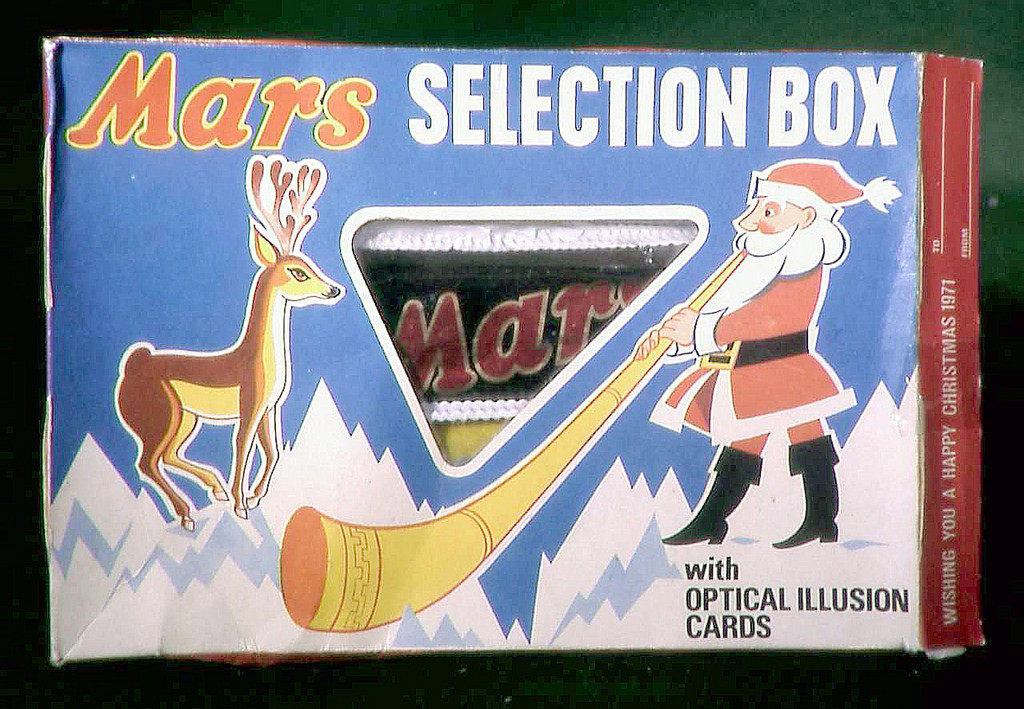 Mars SELECTION BOX
Mars
with
OPTICAL ILLUSION
CARDS
WISHING YOU A HAPPY CHRISTMAS 1971
TO
FROM